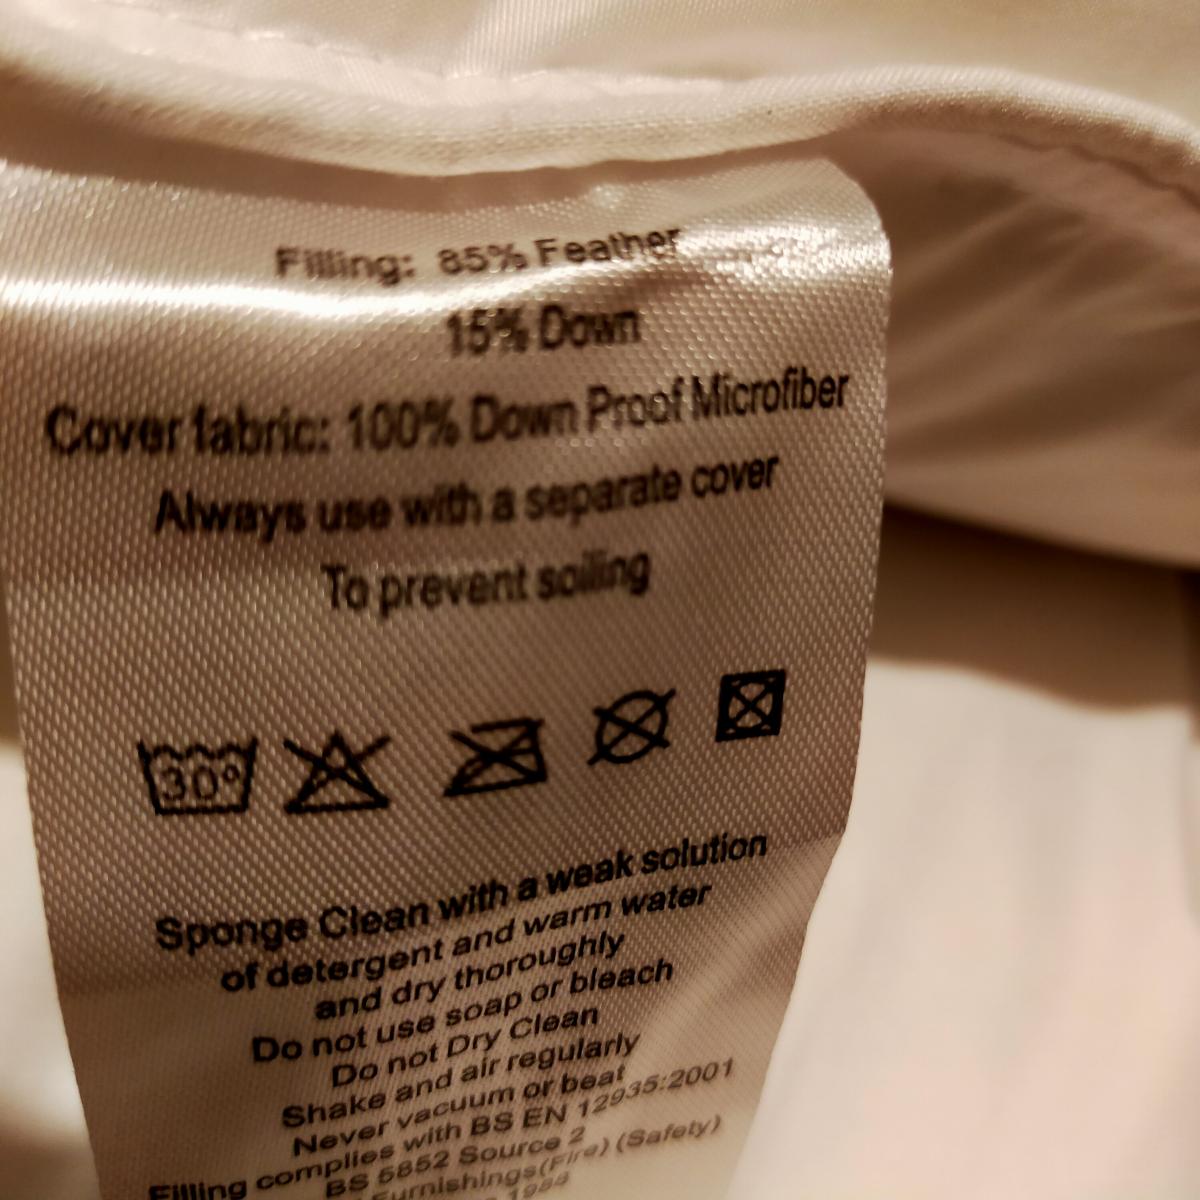 Filling: 85% Feather
15% Down
Cover fabric: 100% Down Proof Microfiber
Always use with a separate cover
To prevent soiling
30°
Sponge Clean with a weak solution
of detergent and warm water
and dry thoroughly
Do not use soap or bleach
Do not Dry Clean
Shake and air regularly
Never vacuum or beat
Filling complies with BS EN 12935:2001
BS 5852 Source 2
Furnishings(Fire) (Safety)
1988